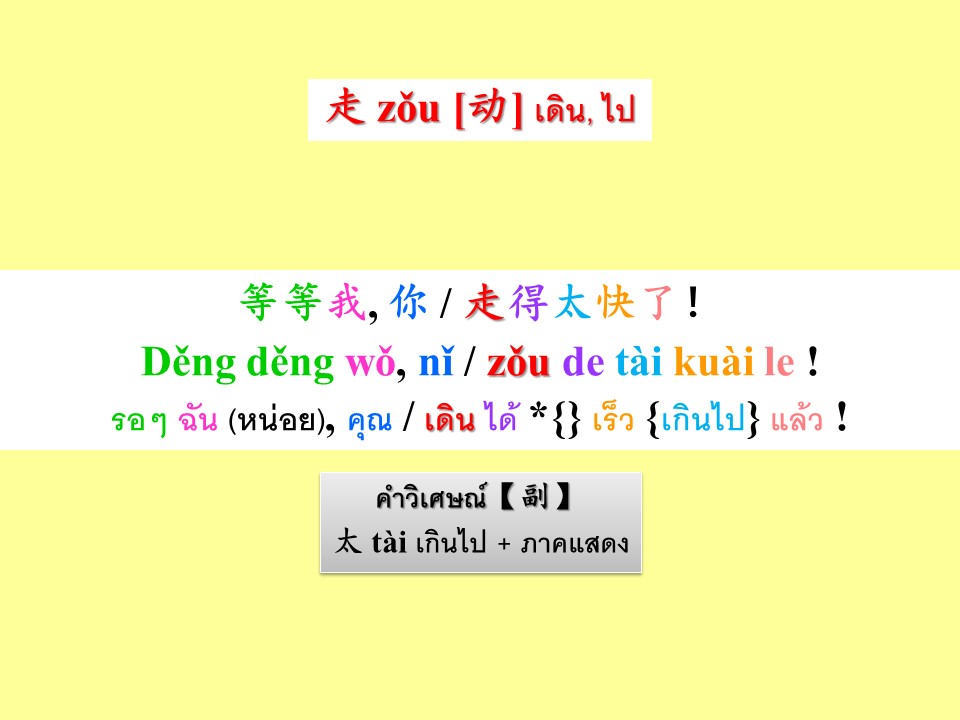 走 zǒu [动] เดิน, ไป
等等我, 你 / 走得太快了 !
Děng děng wǒ, nǐ / zǒu de tài kuài le !
รอๆ ฉัน (หน่อย), คุณ / เดิน ได้ *{} เร็ว {เกินไป} แล้ว !
คำวิเศษณ์【 副 】
太 tài เกินไป + ภาคแสดง